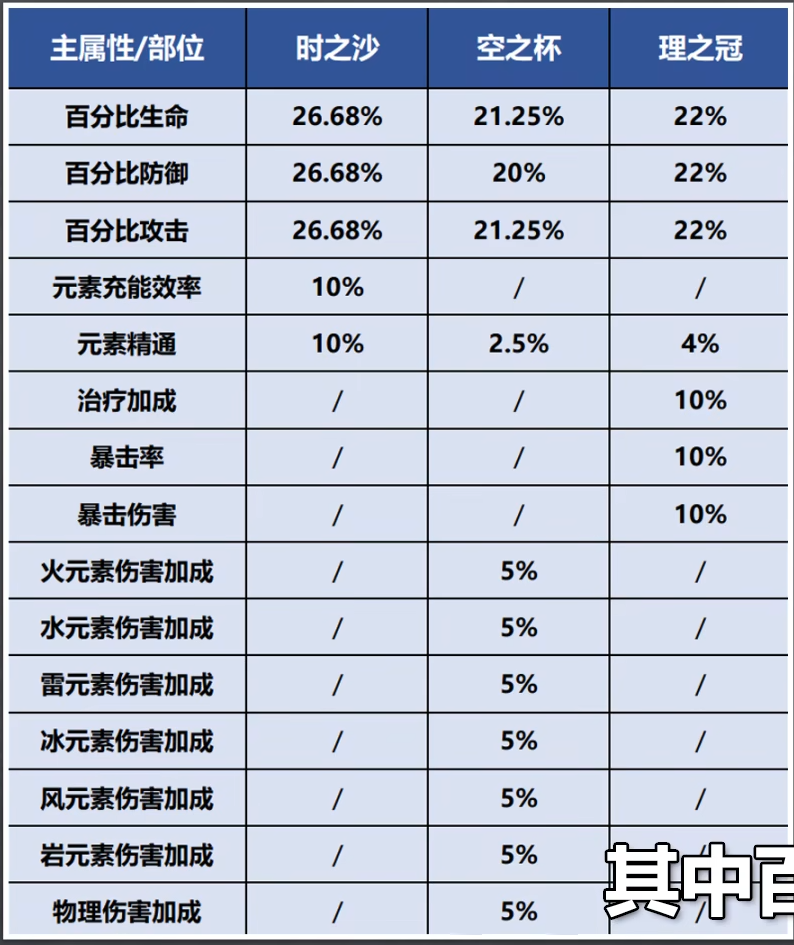 主属性/部位 时之沙 空之杯 理之冠
百分比生命 26.68% 21.25% 22%
百分比防御 26.68% 20% 22%
百分比攻击 26.68% 21.25% 22%
元素充能效率 10% / /
元素精通 10% 2.5% 4%
治疗加成 / / 10%
暴击率 / / 10%
暴击伤害 / / 10%
火元素伤害加成 / 5% /
水元素伤害加成 / 5% /
雷元素伤害加成 / 5% /
冰元素伤害加成 / 5% /
风元素伤害加成 / 5% /
岩元素伤害加成 / 5% /
物理伤害加成 / 5% /
其中百